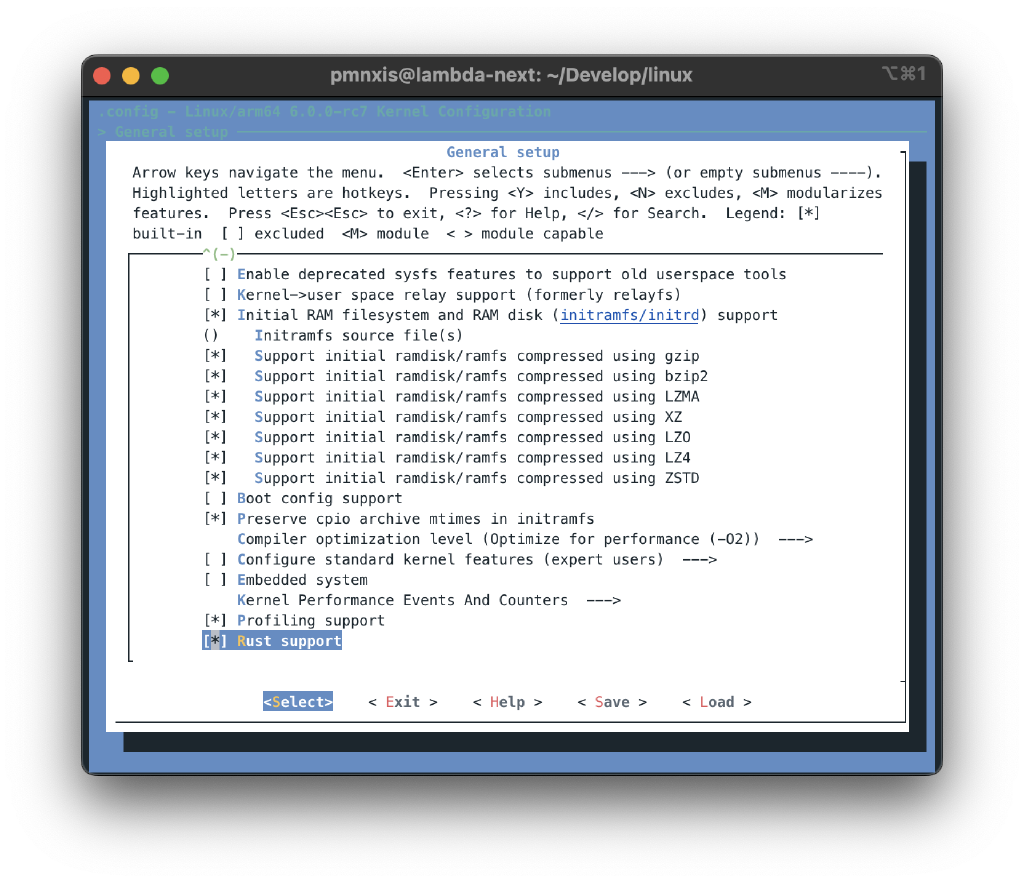 pmnxis@lambda-next: ~/Develop/linux
⌥⌘1
.config - Linux/arm64 6.0.0-rc7 Kernel Configuration
> General setup
General setup
Arrow keys navigate the menu.  <Enter> selects submenus ---> (or empty submenus ----).
Highlighted letters are hotkeys.  Pressing <Y> includes, <N> excludes, <M> modularizes
features.  Press <Esc><Esc> to exit, <?> for Help, </> for Search.  Legend: [*]
built-in  [ ] excluded  <M> module  < > module capable
^(-)
[ ] Enable deprecated sysfs features to support old userspace tools
[ ] Kernel->user space relay support (formerly relayfs)
[*] Initial RAM filesystem and RAM disk (initramfs/initrd) support
()    Initramfs source file(s)
[*]   Support initial ramdisk/ramfs compressed using gzip
[*]   Support initial ramdisk/ramfs compressed using bzip2
[*]   Support initial ramdisk/ramfs compressed using LZMA
[*]   Support initial ramdisk/ramfs compressed using XZ
[*]   Support initial ramdisk/ramfs compressed using LZO
[*]   Support initial ramdisk/ramfs compressed using LZ4
[*]   Support initial ramdisk/ramfs compressed using ZSTD
[ ] Boot config support
[*] Preserve cpio archive mtimes in initramfs
Compiler optimization level (Optimize for performance (-O2))  --->
[ ] Configure standard kernel features (expert users)  --->
[ ] Embedded system
Kernel Performance Events And Counters  --->
[*] Profiling support
[*] Rust support
<Select>    < Exit >    < Help >    < Save >    < Load >